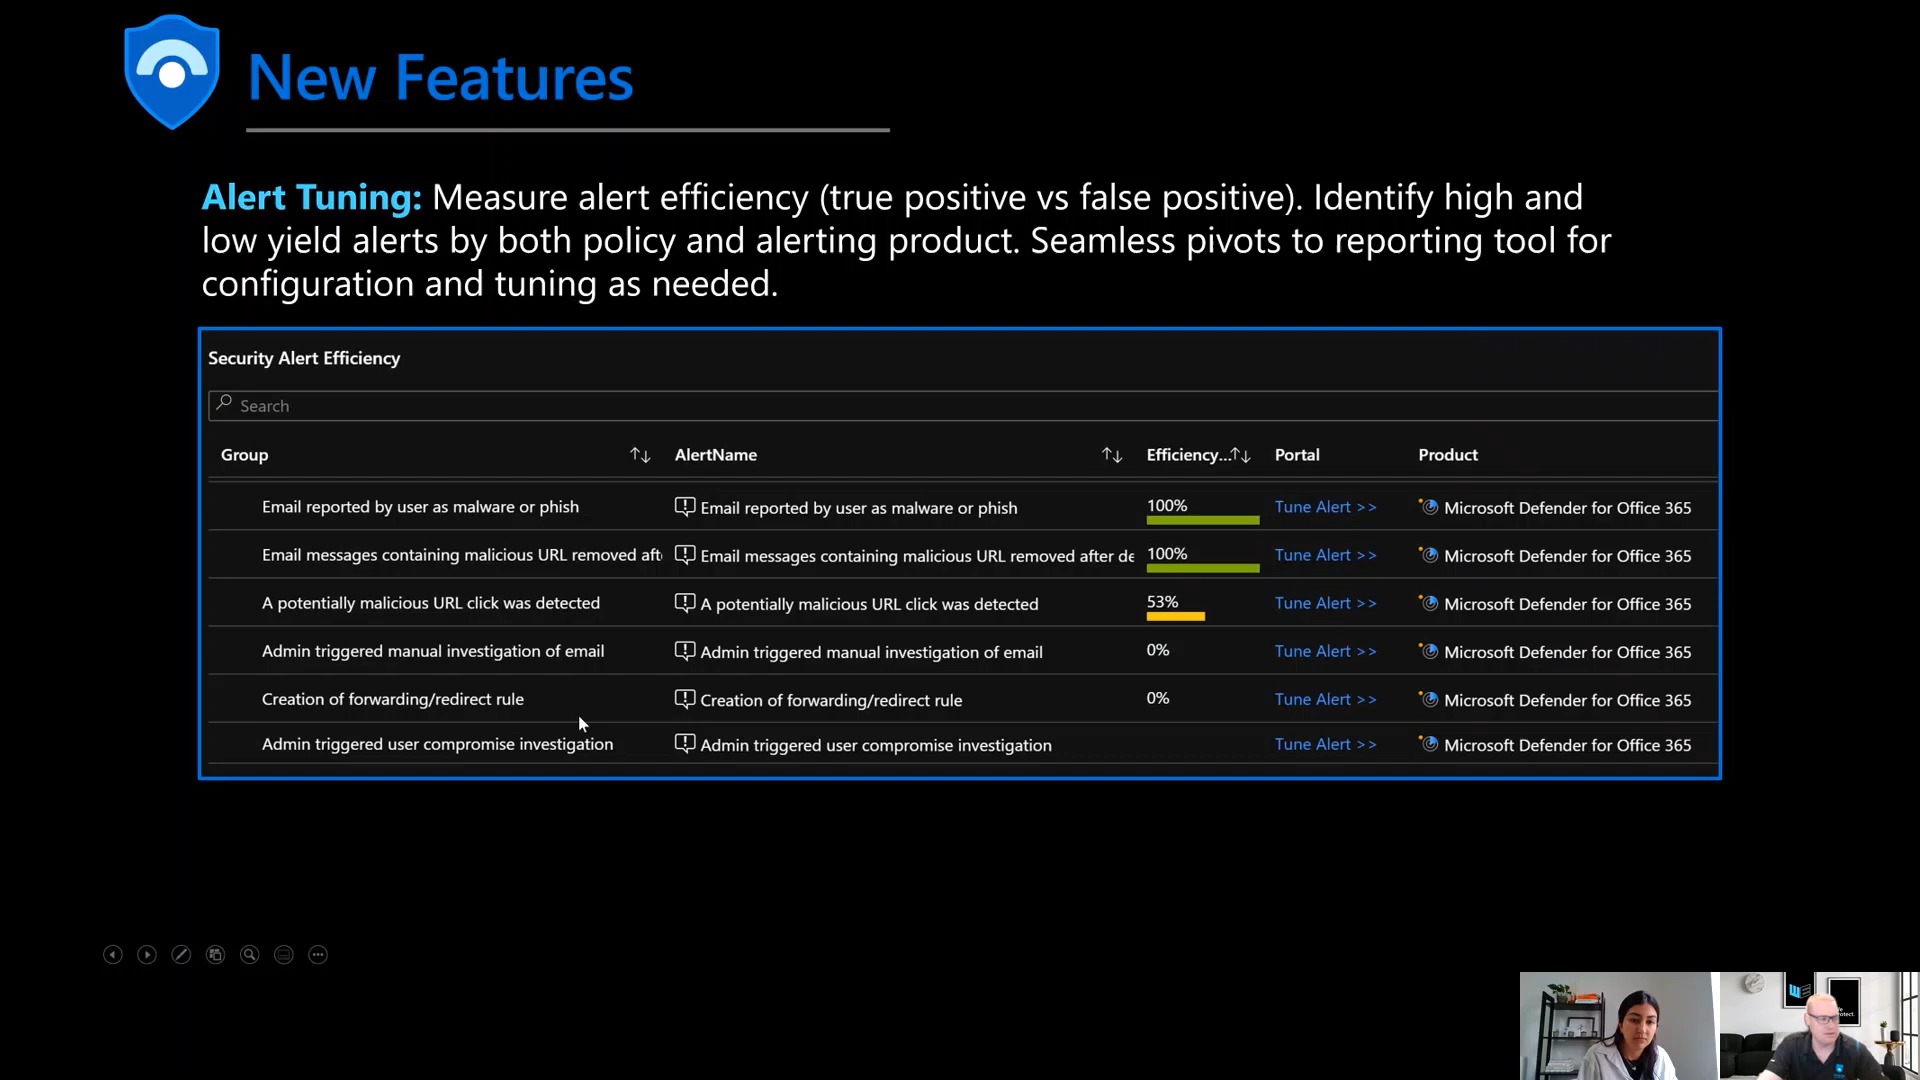 New Features
Alert Tuning: Measure alert efficiency (true positive vs false positive). Identify high and
low yield alerts by both policy and alerting product. Seamless pivots to reporting tool for
configuration and tuning as needed.
Security Alert Efficiency
Search
Group AlertName Efficiency... Portal Product
Email reported by user as malware or phish Email reported by user as malware or phish 100% Tune Alert >> Microsoft Defender for Office 365
Email messages containing malicious URL removed afte Email messages containing malicious URL removed after de 100% Tune Alert >> Microsoft Defender for Office 365
A potentially malicious URL click was detected A potentially malicious URL click was detected 53% Tune Alert >> Microsoft Defender for Office 365
Admin triggered manual investigation of email Admin triggered manual investigation of email 0% Tune Alert >> Microsoft Defender for Office 365
Creation of forwarding/redirect rule Creation of forwarding/redirect rule 0% Tune Alert >> Microsoft Defender for Office 365
Admin triggered user compromise investigation Admin triggered user compromise investigation Tune Alert >> Microsoft Defender for Office 365